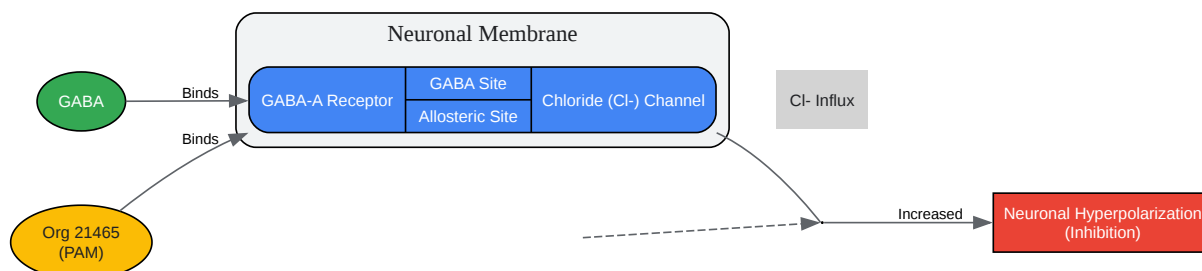 Neuronal Membrane
GABA
Binds
GABA-A Receptor
GABA Site
Allosteric Site
Chloride (Cl-) Channel
Cl- Influx
Binds
Org 21465
(PAM)
Increased
Neuronal Hyperpolarization
(Inhibition)